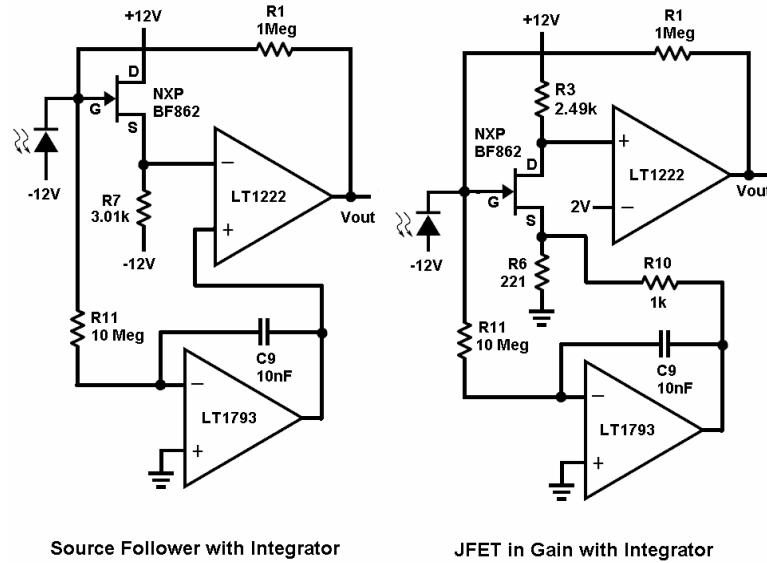 +12V
R1
1Meg
D
NXP
BF862
G
S
-12V
R7
3.01k
-12V
−
LT1222
+
Vout
R11
10 Meg
C9
10nF
−
LT1793
+
Source Follower with Integrator
+12V
R1
1Meg
R3
2.49k
NXP
BF862
D
G
S
-12V
+
LT1222
2V
−
Vout
R6
221
R10
1k
R11
10 Meg
C9
10nF
−
LT1793
+
JFET in Gain with Integrator